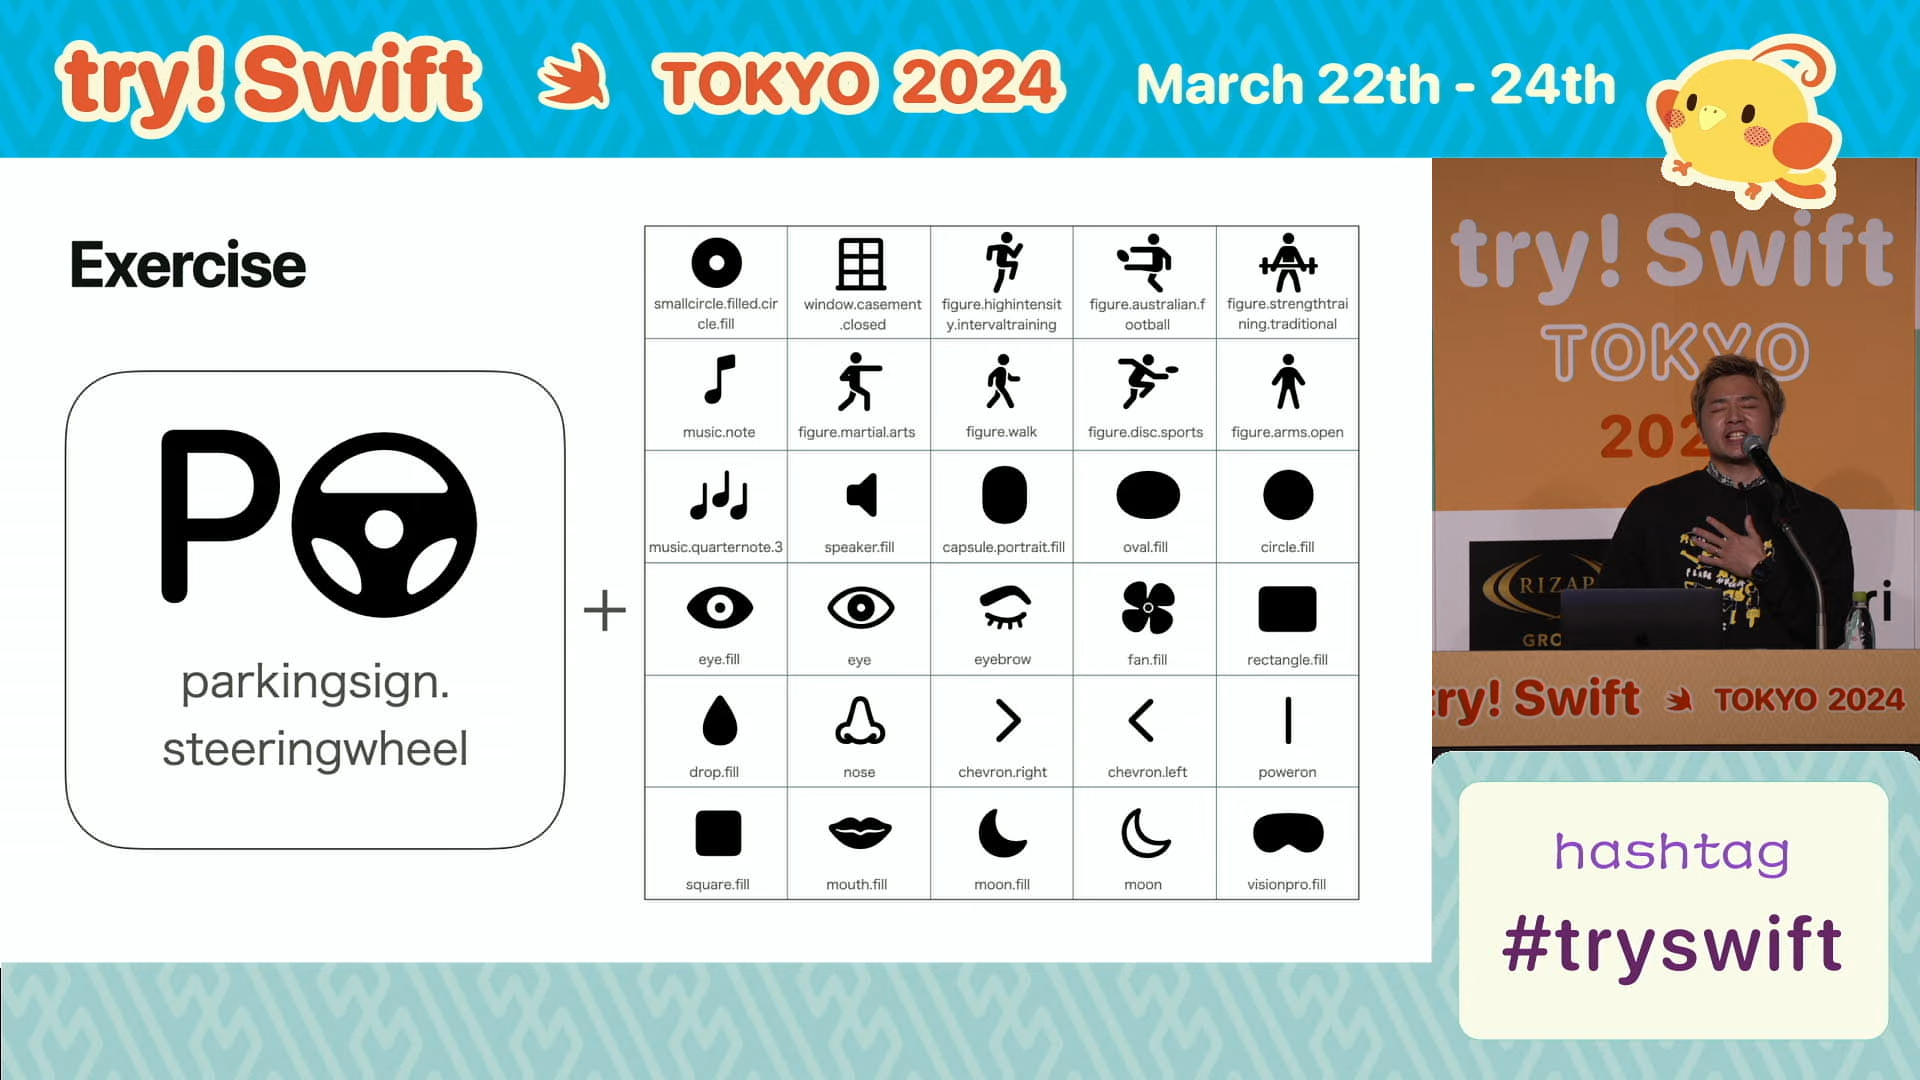 try! Swift TOKYO 2024 March 22th - 24th
Exercise
P
parkingsign.
steeringwheel
+
smallcircle.filled.cir
cle.fill
window.casement
.closed
figure.highintensit
y.intervaltraining
figure.australian.f
ootball
figure.strengthtrai
ning.traditional
music.note
figure.martial.arts
figure.walk
figure.disc.sports
figure.arms.open
music.quarternote.3
speaker.fill
capsule.portrait.fill
oval.fill
circle.fill
eye.fill
eye
eyebrow
fan.fill
rectangle.fill
drop.fill
nose
chevron.right
chevron.left
poweron
square.fill
mouth.fill
moon.fill
moon
visionpro.fill
try! Swift
TOKYO
RIZAP
try! Swift TOKYO 2024
hashtag
#tryswift